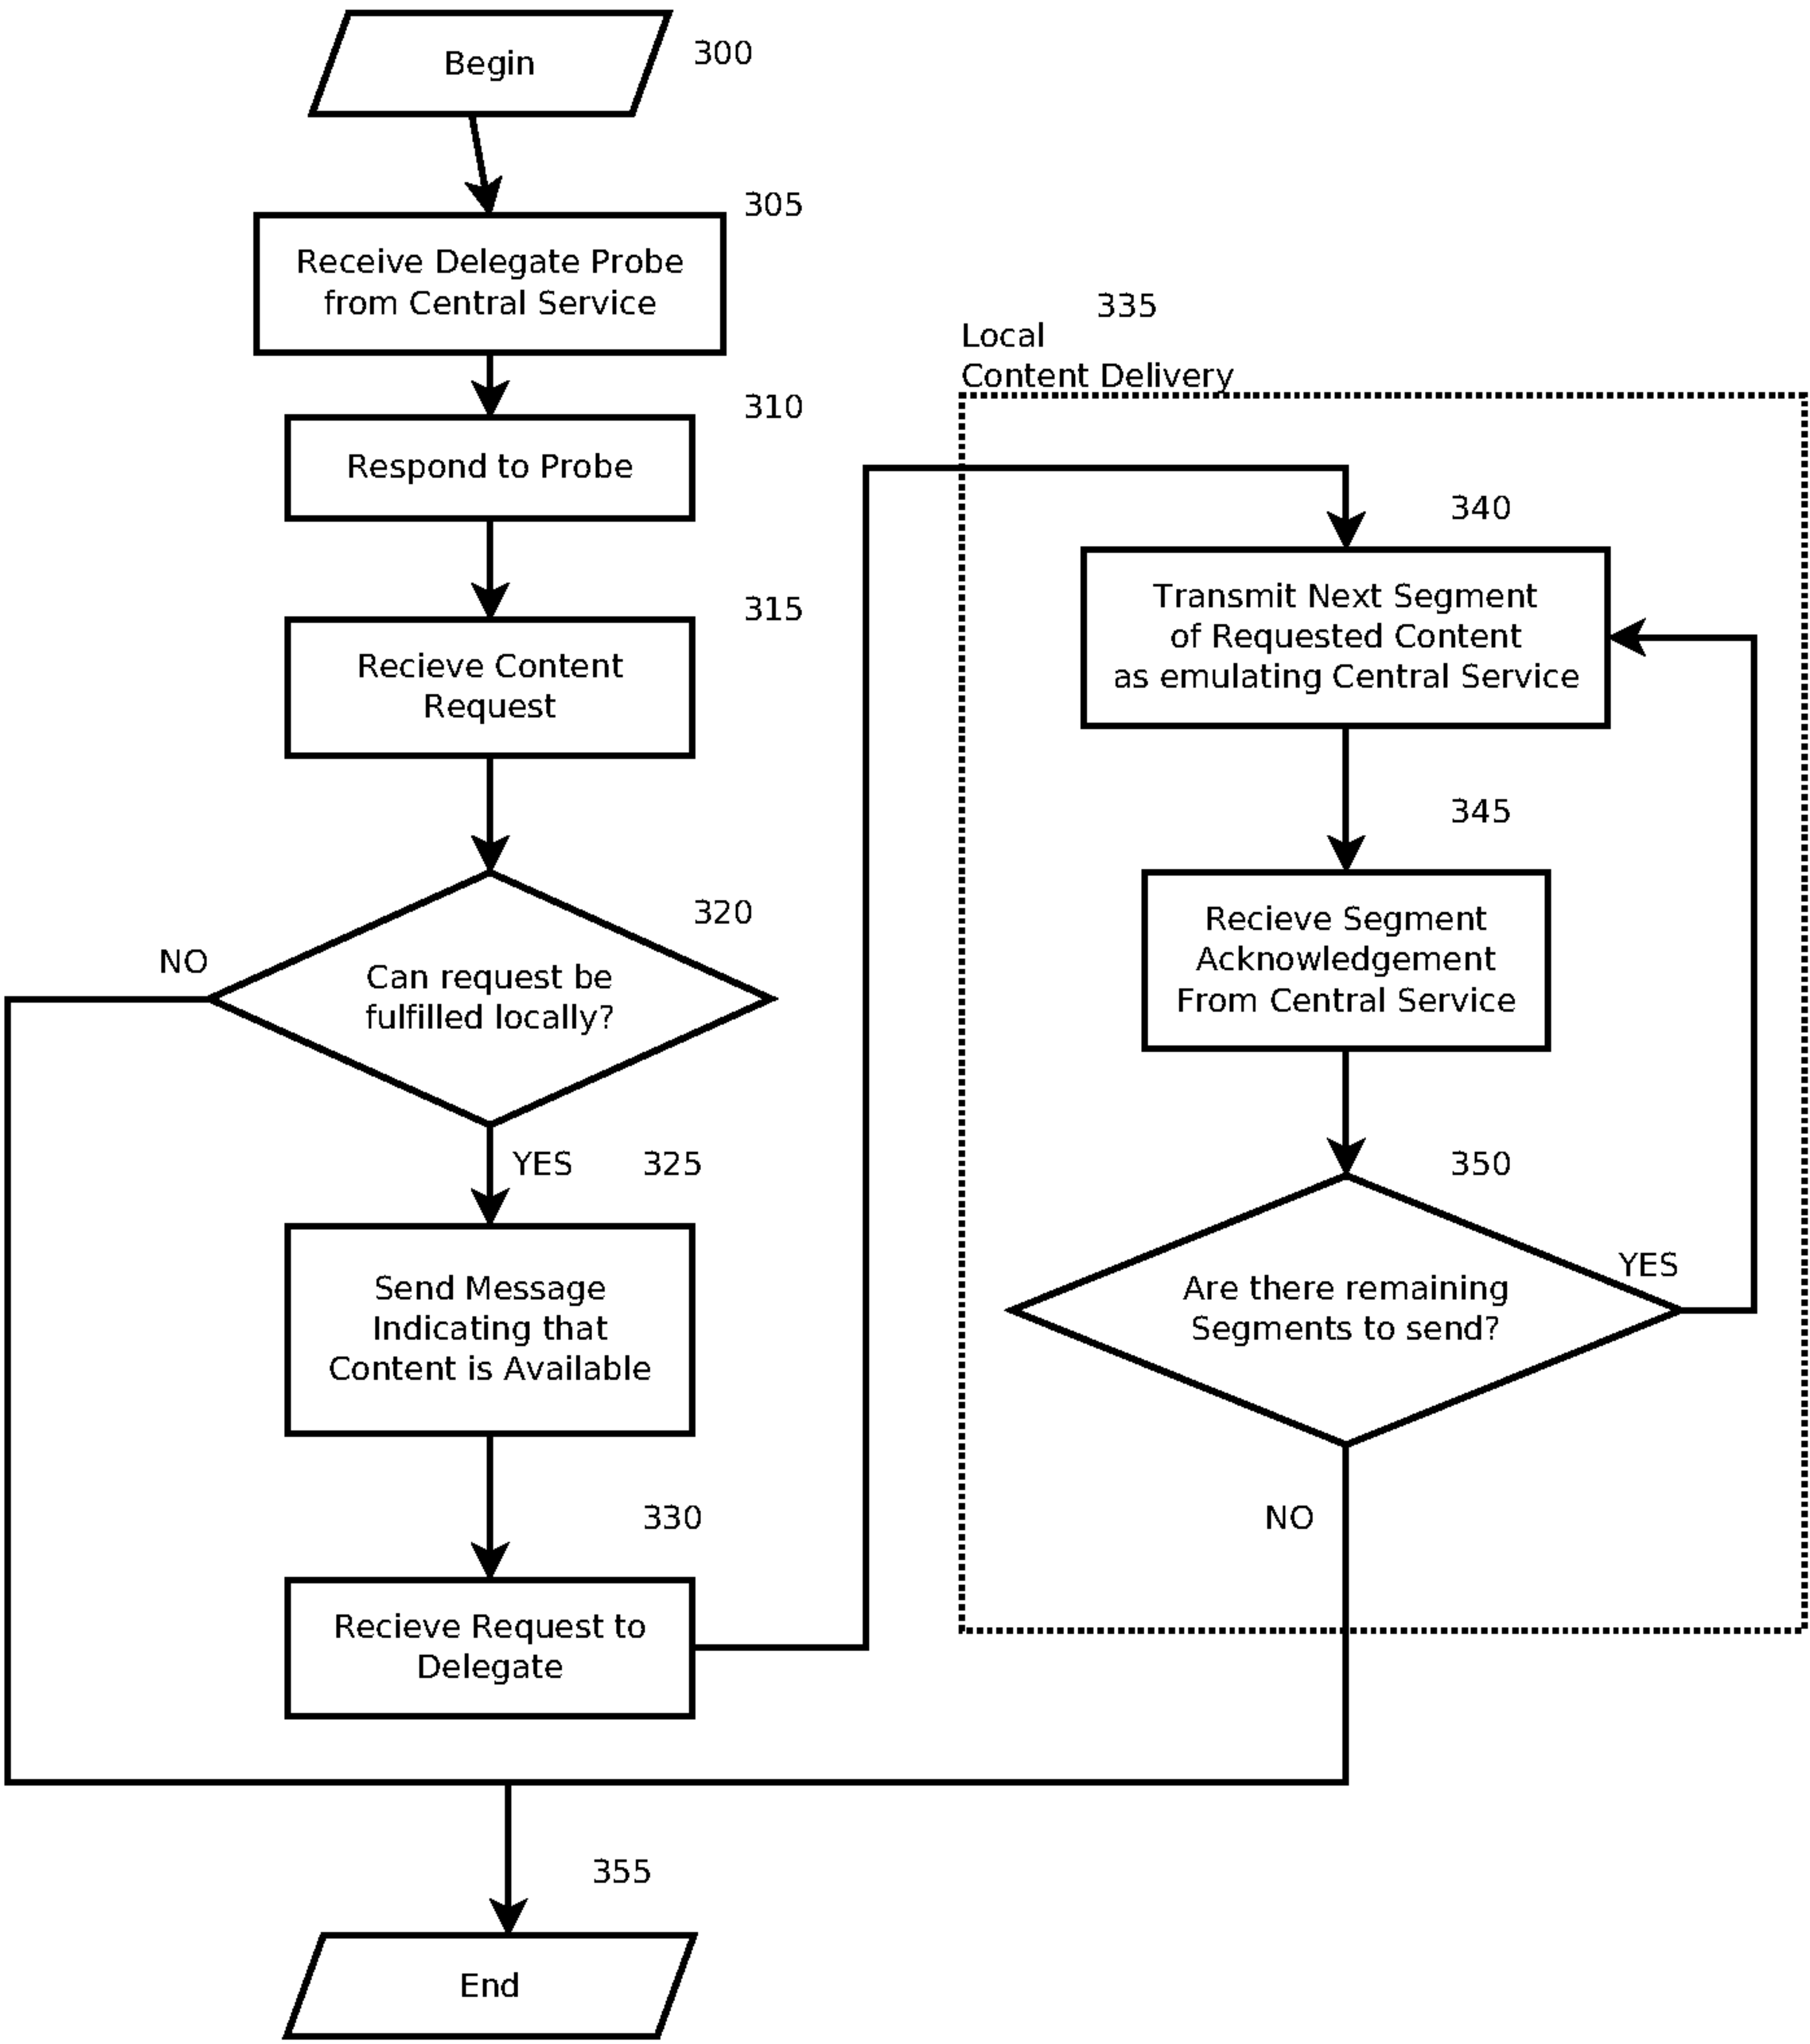 Begin
300
305
Receive Delegate Probe
from Central Service
310
Respond to Probe
315
Recieve Content
Request
320
Can request be
fulfilled locally?
NO
YES
325
Send Message
Indicating that
Content is Available
330
Recieve Request to
Delegate
335
Local
Content Delivery
340
Transmit Next Segment
of Requested Content
as emulating Central Service
345
Recieve Segment
Acknowledgement
From Central Service
350
Are there remaining
Segments to send?
YES
NO
355
End